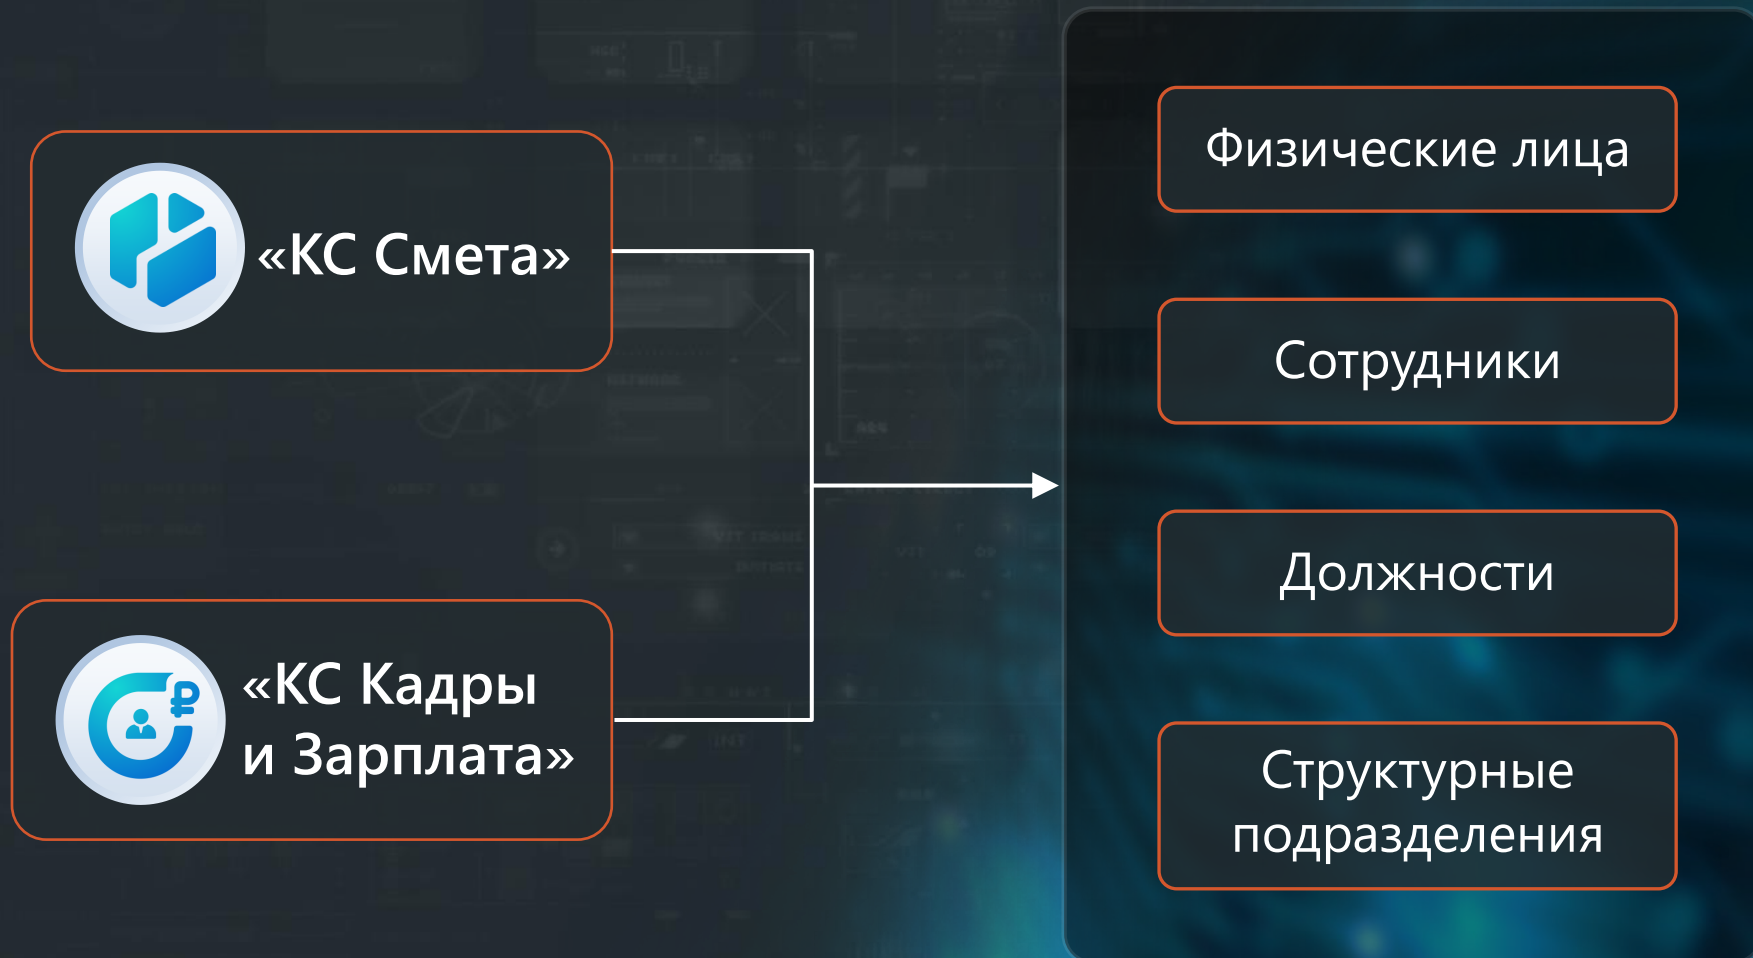 «КС Смета»
«КС Кадры
и Зарплата»
Физические лица
Сотрудники
Должности
Структурные
подразделения